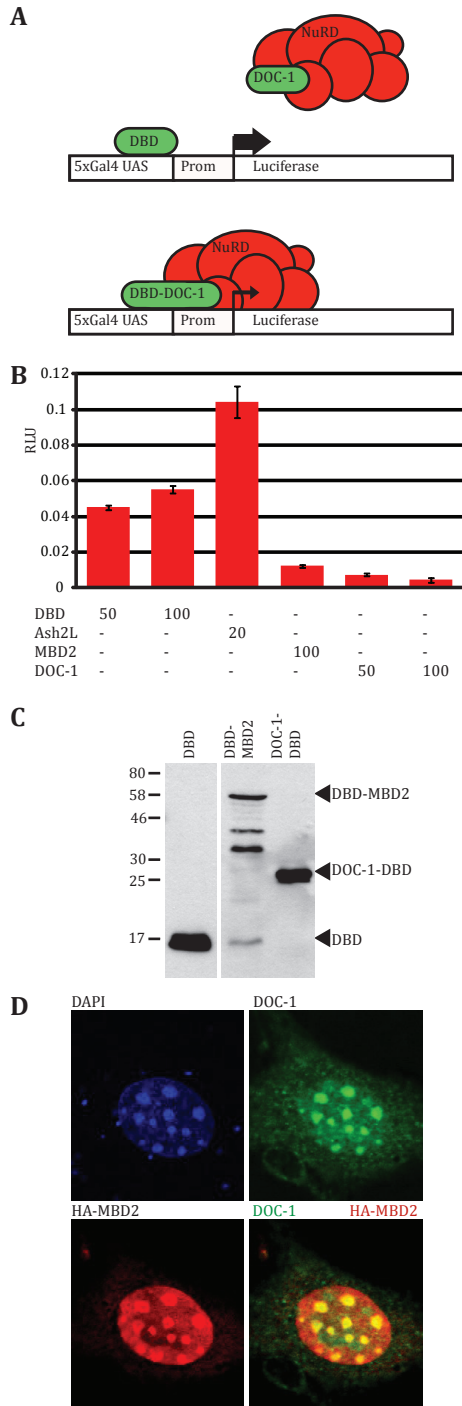 A
NuRD
DOC-1
DBD
5xGal4 UAS Prom Luciferase
NuRD
DBD-DOC-1
5xGal4 UAS Prom Luciferase
B
RLU
0.12
0.1
0.08
0.06
0.04
0.02
0
DBD 50 100 - - - -
Ash2L - - 20 - - -
MBD2 - - - 100 - -
DOC-1 - - - - 50 100
C
DBD
DBD-
MBD2
DOC-1-
DBD
80
58
46
30
25
17
DBD-MBD2
DOC-1-DBD
DBD
D
DAPI DOC-1
HA-MBD2 DOC-1 HA-MBD2